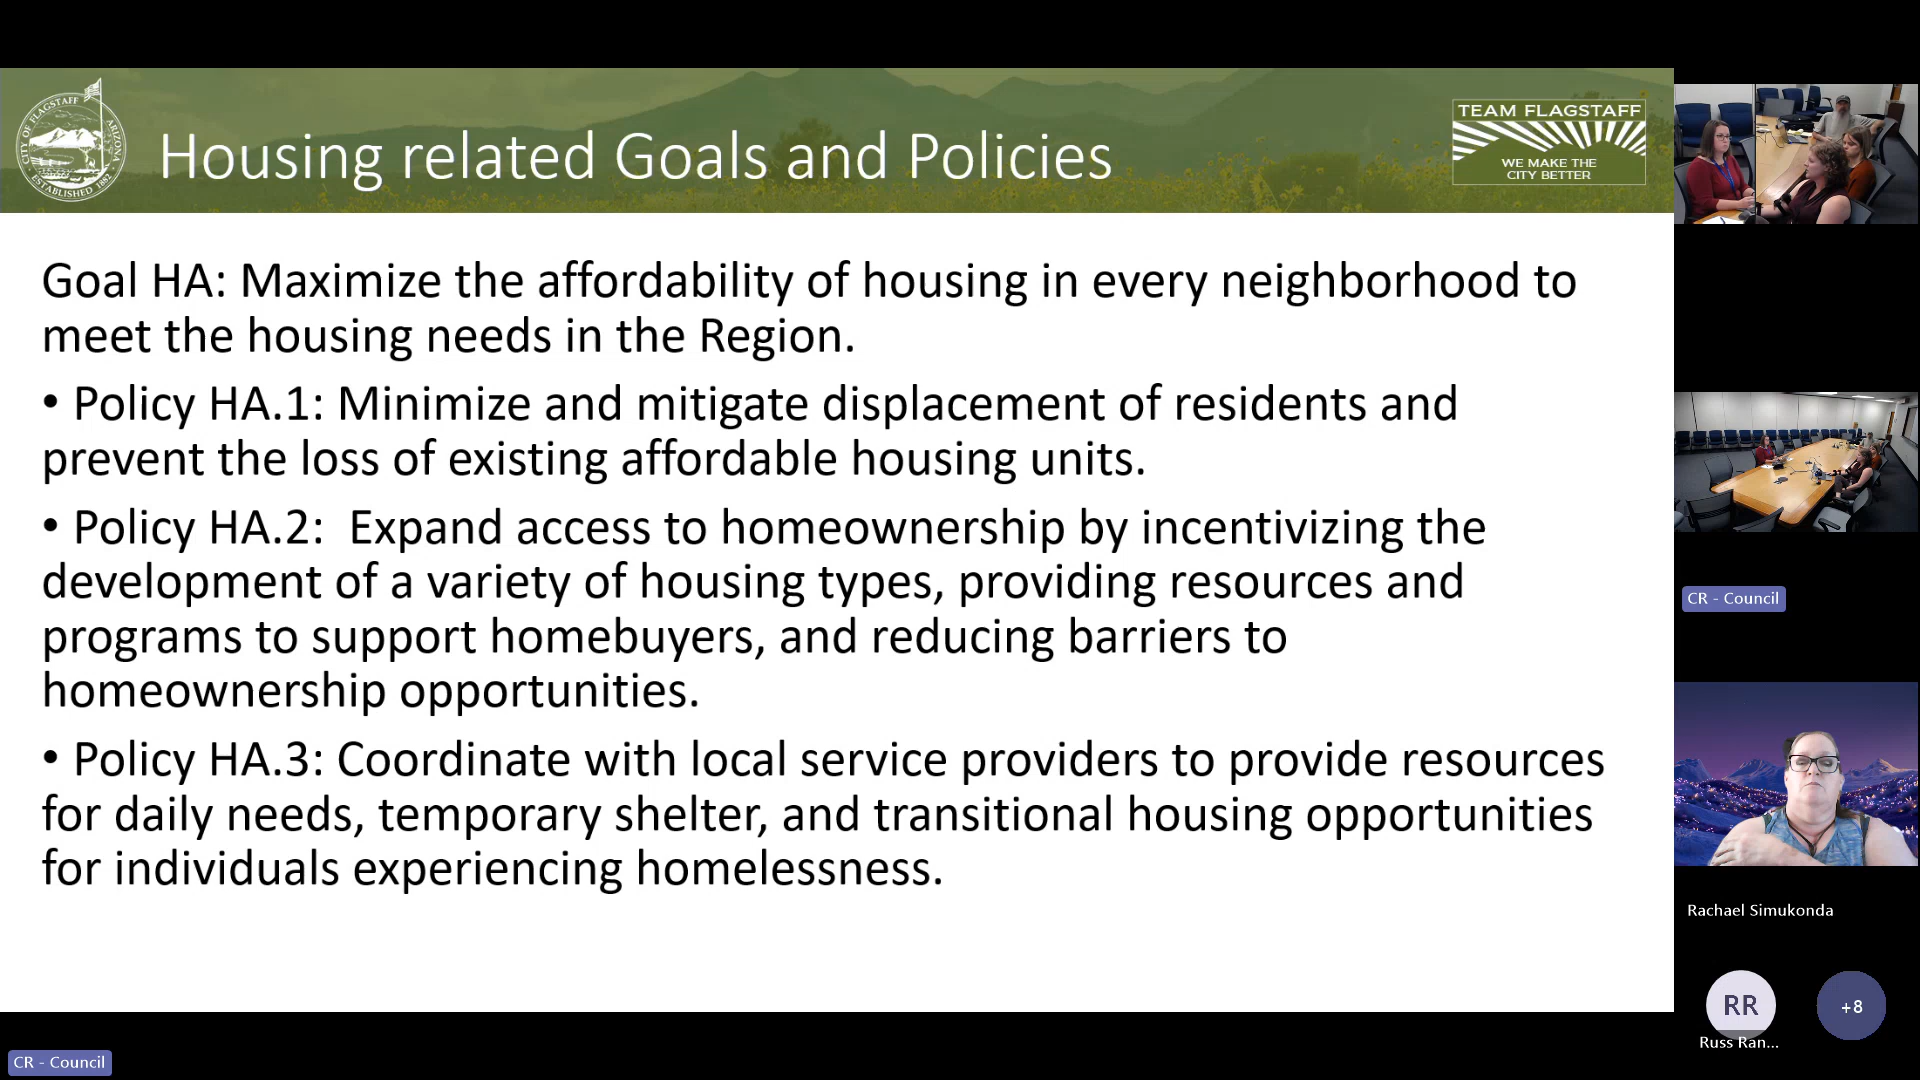 CITY OF FLAGSTAFF
ARIZONA
ESTABLISHED 1882
Housing related Goals and Policies
TEAM FLAGSTAFF
WE MAKE THE
CITY BETTER
Goal HA: Maximize the affordability of housing in every neighborhood to
meet the housing needs in the Region.
• Policy HA.1: Minimize and mitigate displacement of residents and
prevent the loss of existing affordable housing units.
• Policy HA.2:  Expand access to homeownership by incentivizing the
development of a variety of housing types, providing resources and
programs to support homebuyers, and reducing barriers to
homeownership opportunities.
• Policy HA.3: Coordinate with local service providers to provide resources
for daily needs, temporary shelter, and transitional housing opportunities
for individuals experiencing homelessness.
CR - Council
Rachael Simukonda
RR
+8
Russ Ran...
CR - Council